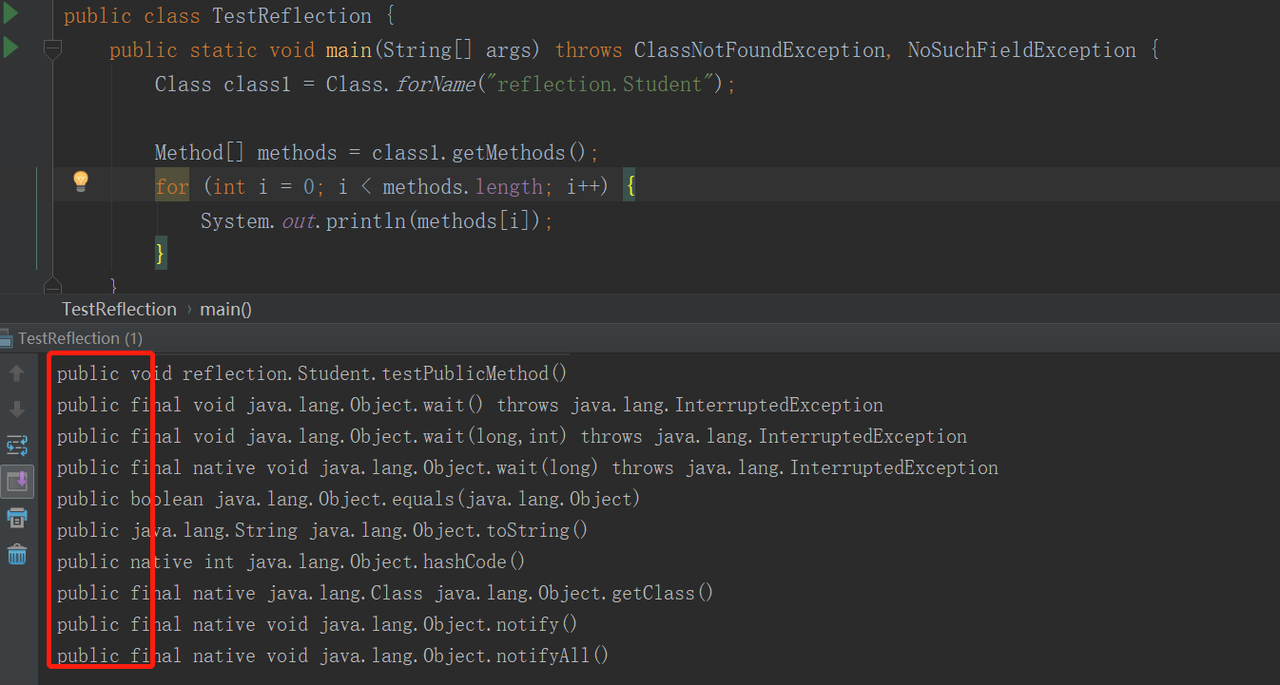 public class TestReflection {
public static void main(String[] args) throws ClassNotFoundException, NoSuchFieldException {
Class class1 = Class.forName("reflection.Student");
Method[] methods = class1.getMethods();
for (int i = 0; i < methods.length; i++) {
System.out.println(methods[i]);
}
}
TestReflection › main()
TestReflection (1)
public void reflection.Student.testPublicMethod()
public final void java.lang.Object.wait() throws java.lang.InterruptedException
public final void java.lang.Object.wait(long,int) throws java.lang.InterruptedException
public final native void java.lang.Object.wait(long) throws java.lang.InterruptedException
public boolean java.lang.Object.equals(java.lang.Object)
public java.lang.String java.lang.Object.toString()
public native int java.lang.Object.hashCode()
public final native java.lang.Class java.lang.Object.getClass()
public final native void java.lang.Object.notify()
public final native void java.lang.Object.notifyAll()